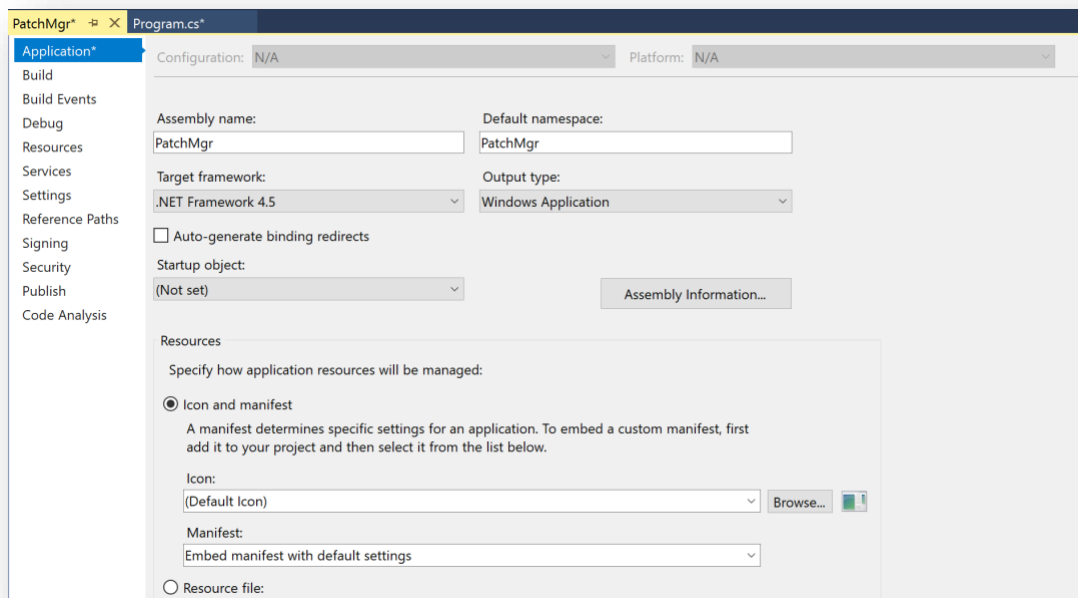 PatchMgr* Program.cs*
Application*
Build
Build Events
Debug
Resources
Services
Settings
Reference Paths
Signing
Security
Publish
Code Analysis
Configuration: N/A Platform: N/A
Assembly name: Default namespace:
PatchMgr PatchMgr
Target framework: Output type:
.NET Framework 4.5 Windows Application
Auto-generate binding redirects
Startup object:
(Not set) Assembly Information...
Resources
Specify how application resources will be managed:
Icon and manifest
A manifest determines specific settings for an application. To embed a custom manifest, first
add it to your project and then select it from the list below.
Icon:
(Default Icon) Browse...
Manifest:
Embed manifest with default settings
Resource file: